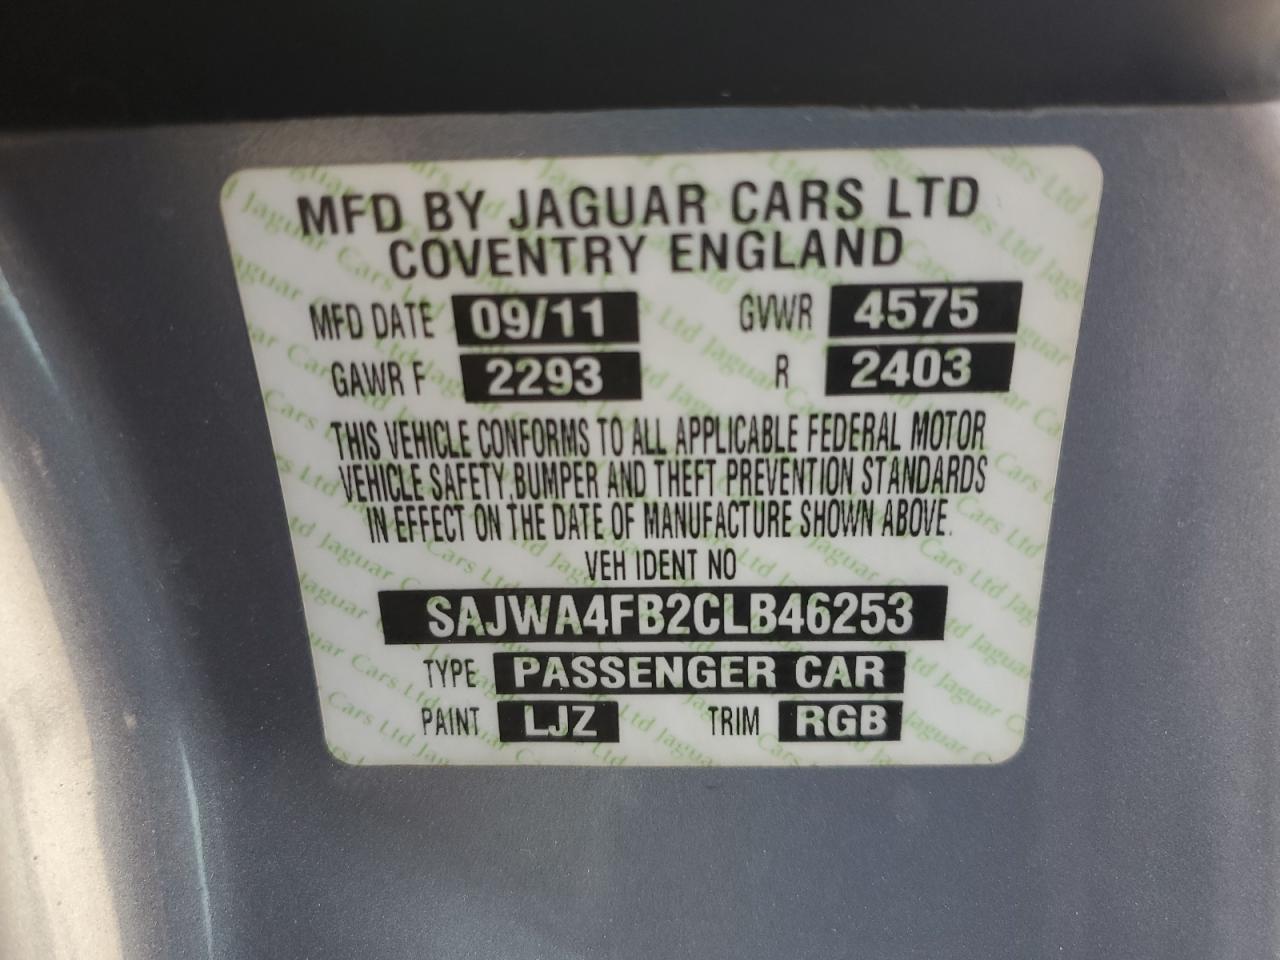 MFD BY JAGUAR CARS LTD
COVENTRY ENGLAND
MFD DATE 09/11 GVWR 4575
GAWR F 2293 R 2403
THIS VEHICLE CONFORMS TO ALL APPLICABLE FEDERAL MOTOR
VEHICLE SAFETY, BUMPER AND THEFT PREVENTION STANDARDS
IN EFFECT ON THE DATE OF MANUFACTURE SHOWN ABOVE.
VEH IDENT NO
SAJWA4FB2CLB46253
TYPE PASSENGER CAR
PAINT LJZ TRIM RGB